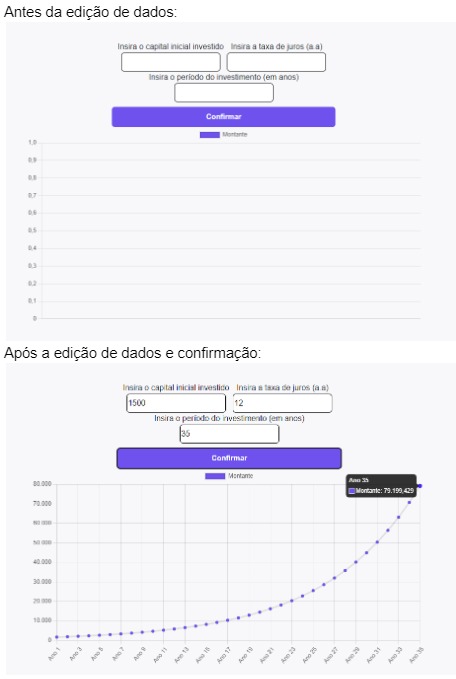 Antes da edição de dados:
Insira o capital inicial investido Insira a taxa de juros (a.a)
Insira o período do investimento (em anos)
Confirmar
Montante
1,0
0,9
0,8
0,7
0,6
0,5
0,4
0,3
0,2
0,1
0
Após a edição de dados e confirmação:
Insira o capital inicial investido Insira a taxa de juros (a.a)
1500 12
Insira o período do investimento (em anos)
35
Confirmar
Montante
Ano 35
Montante: 79.199,429
80.000
70.000
60.000
50.000
40.000
30.000
20.000
10.000
0
Ano 1 Ano 3 Ano 5 Ano 7 Ano 9 Ano 11 Ano 13 Ano 15 Ano 17 Ano 19 Ano 21 Ano 23 Ano 25 Ano 27 Ano 29 Ano 31 Ano 33 Ano 35